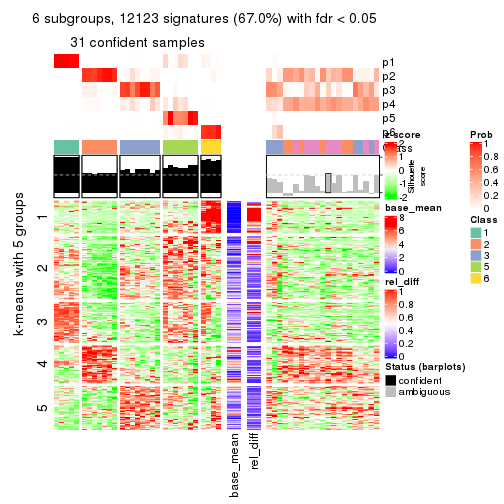 6 subgroups, 12123 signatures (67.0%) with fdr < 0.05
31 confident samples
p1
p2
p3
p4
p5
p6
Class
z-score
2
1
0
-1
-2
Silhouette
score
base_mean
8
6
4
2
0
rel_diff
1
0.8
0.6
0.4
0.2
0
Status (barplots)
confident
ambiguous
Prob
1
0.8
0.6
0.4
0.2
0
Class
1
2
3
5
6
k-means with 5 groups
1
2
3
4
5
base_mean
rel_diff